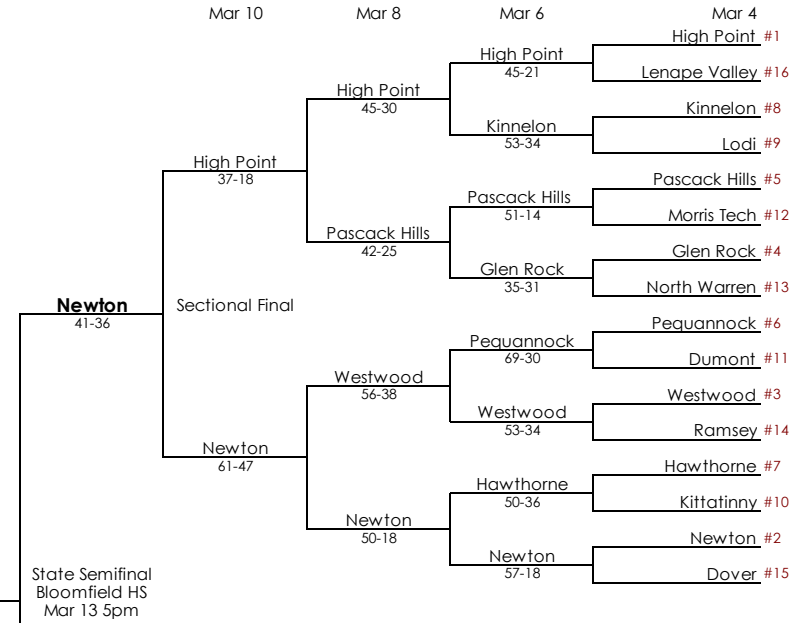 Mar 10 Mar 8 Mar 6 Mar 4
High Point #1
High Point
45-21
Lenape Valley #16
High Point
45-30
Kinnelon #8
Kinnelon
53-34
Lodi #9
High Point
37-18
Pascack Hills #5
Pascack Hills
51-14
Morris Tech #12
Pascack Hills
42-25
Glen Rock #4
Glen Rock
35-31
North Warren #13
Newton
41-36
Sectional Final
Pequannock #6
Pequannock
69-30
Dumont #11
Westwood
56-38
Westwood #3
Westwood
53-34
Ramsey #14
Newton
61-47
Hawthorne #7
Hawthorne
50-36
Kittatinny #10
Newton
50-18
Newton #2
Newton
57-18
Dover #15
State Semifinal
Bloomfield HS
Mar 13 5pm